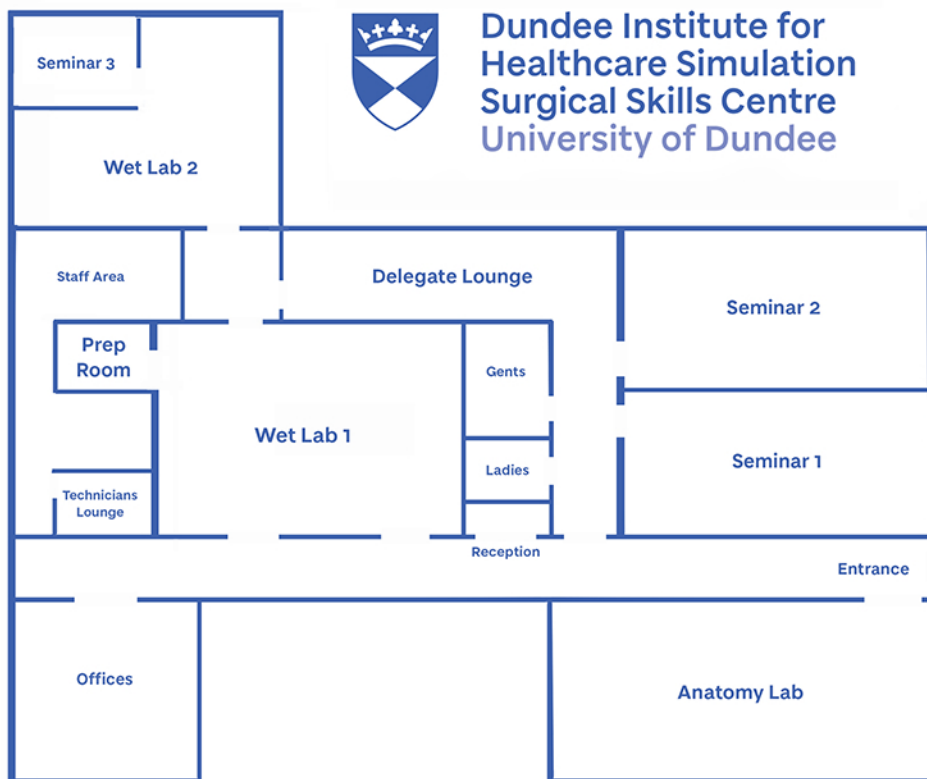 Dundee Institute for
Healthcare Simulation
Surgical Skills Centre
University of Dundee
Seminar 3
Wet Lab 2
Staff Area
Delegate Lounge
Seminar 2
Prep
Room
Gents
Wet Lab 1
Ladies
Seminar 1
Technicians
Lounge
Reception
Entrance
Offices
Anatomy Lab